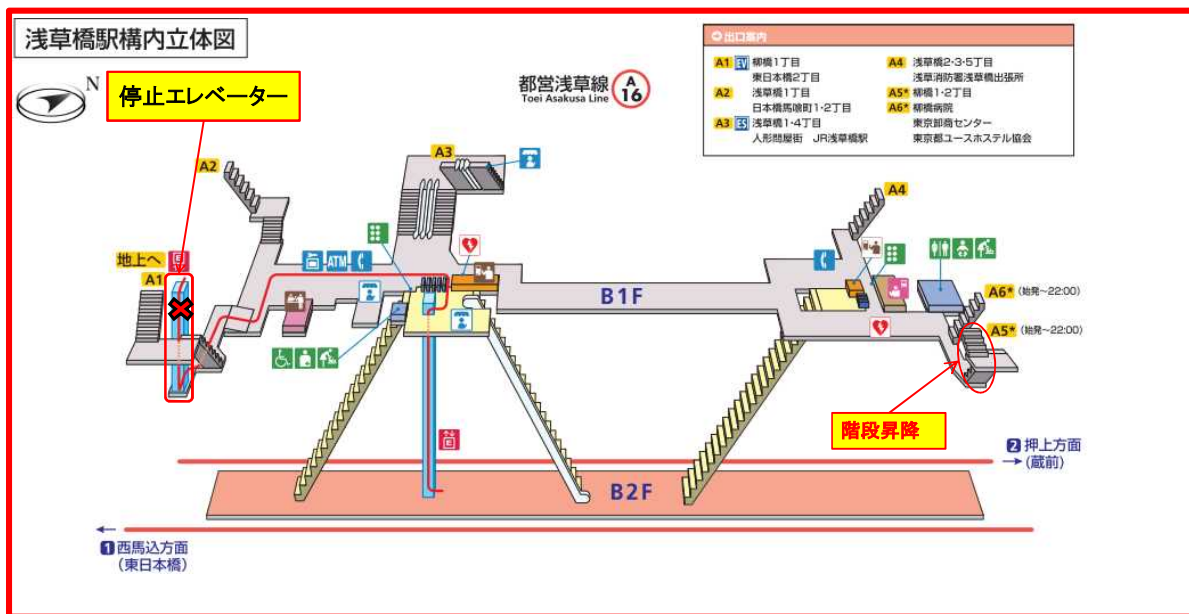 浅草橋駅構内立体図
N
停止エレベーター
都営浅草線
Toei Asakusa Line
A
16
出口案内
A1 EV 柳橋1丁目
東日本橋2丁目
A2 浅草橋1丁目
日本橋馬喰町1・2丁目
A3 ES 浅草橋1・4丁目
人形問屋街 JR浅草橋駅
A4 浅草橋2・3・5丁目
浅草消防署浅草橋出張所
A5* 柳橋1・2丁目
A6* 柳橋病院
東京卸商センター
東京都ユースホステル協会
A2
A3
A4
地上へ
A1
ATM
B1F
A6* (始発~22:00)
A5* (始発~22:00)
階段昇降
2 押上方面
→(蔵前)
B2F
←
1 西馬込方面
(東日本橋)